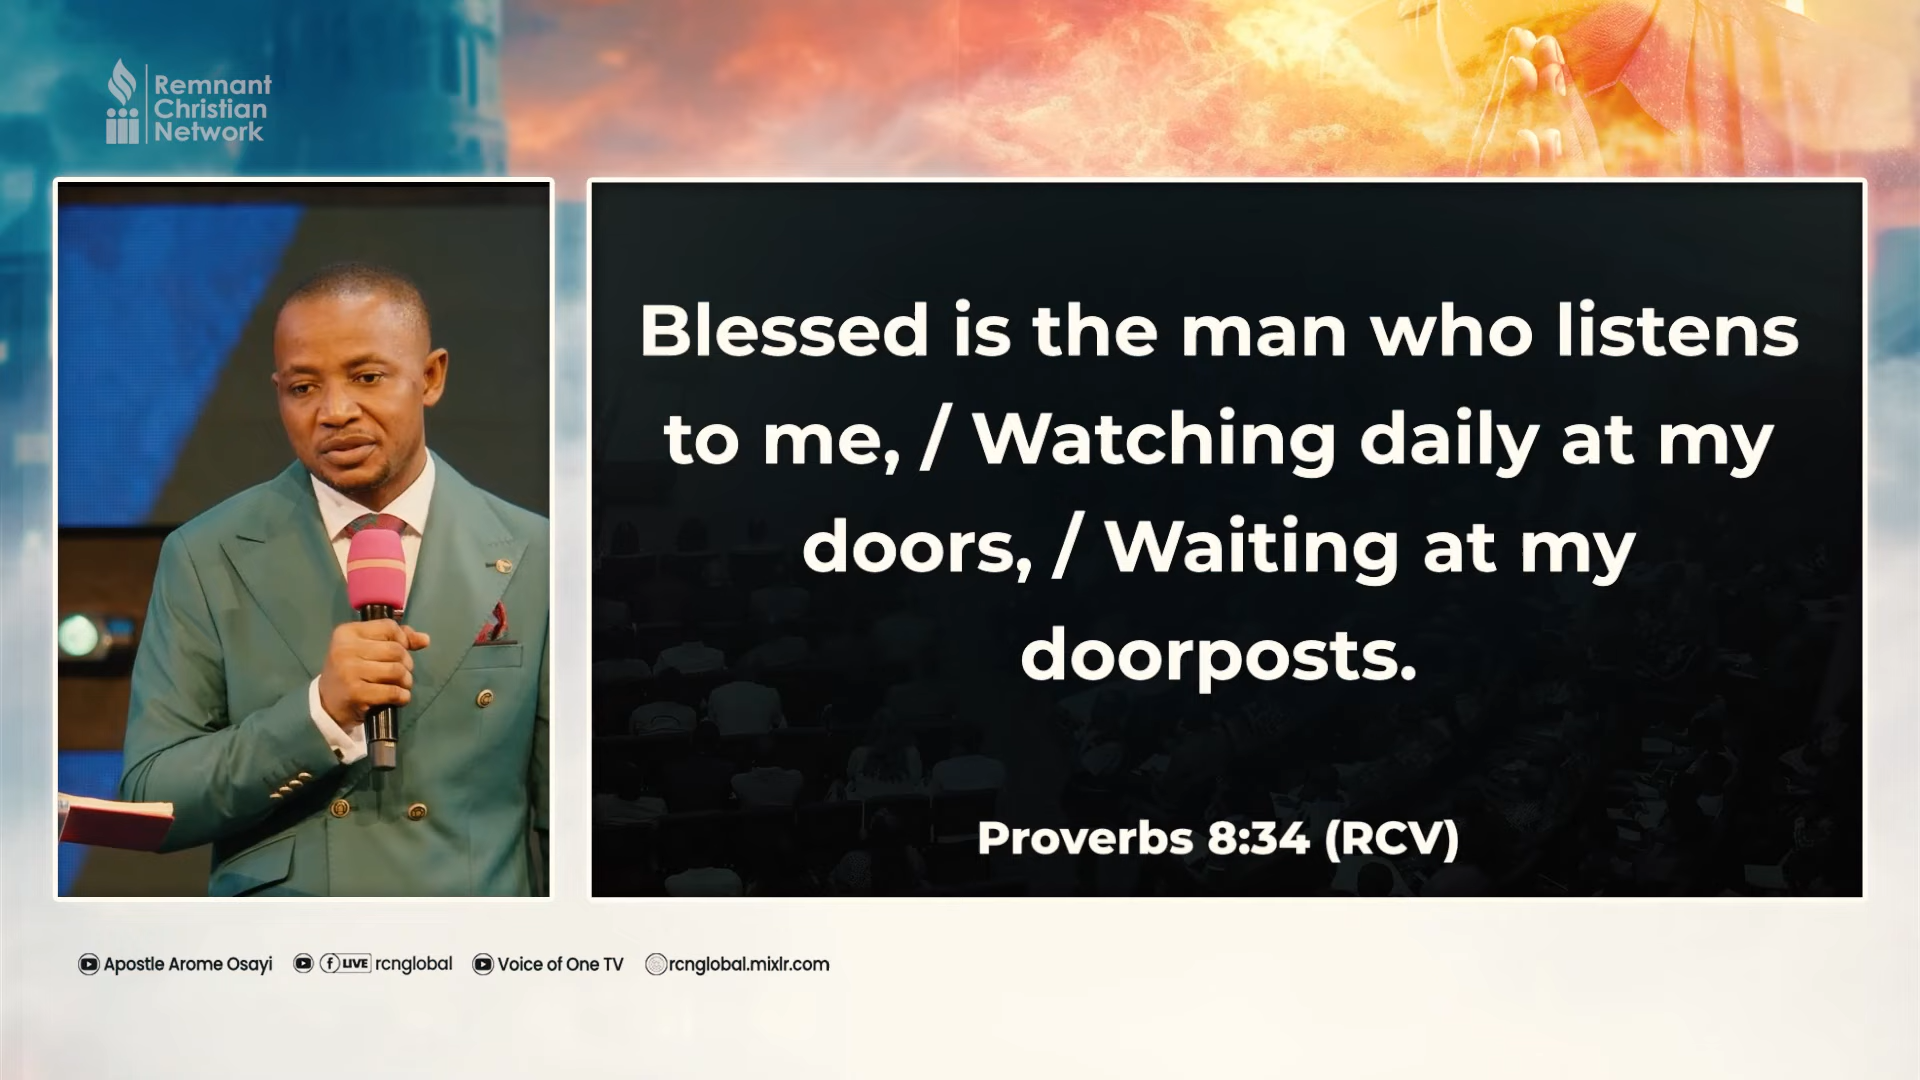 Remnant
Christian
Network
Blessed is the man who listens
to me, / Watching daily at my
doors, / Waiting at my
doorposts.
Proverbs 8:34 (RCV)
Apostle Arome Osayi
LIVE rcnglobal
Voice of One TV
rcnglobal.mixlr.com